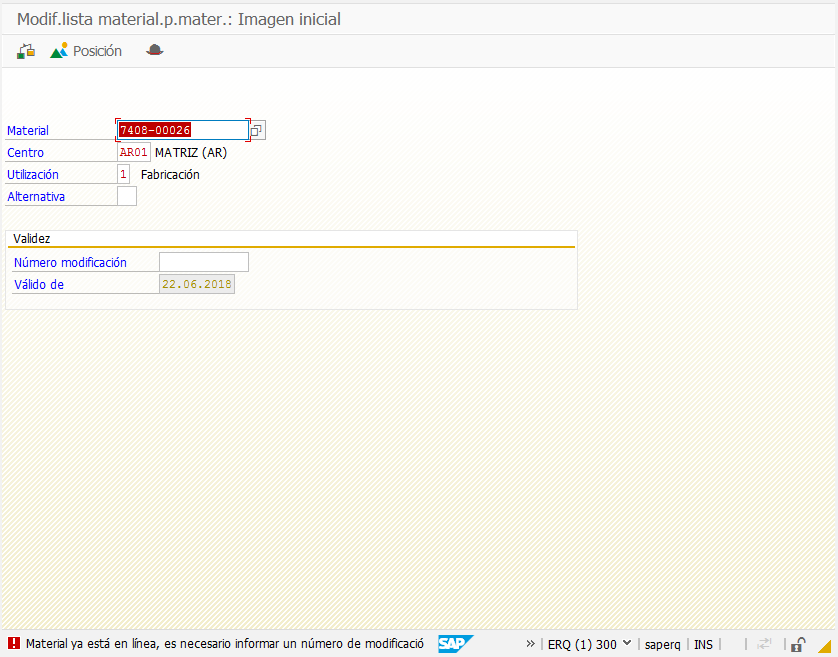 Modif.lista material.p.mater.: Imagen inicial
Posición
Material 7408-00026
Centro AR01 MATRIZ (AR)
Utilización 1 Fabricación
Alternativa
Validez
Número modificación
Válido de 22.06.2018
Material ya está en línea, es necesario informar un número de modificació SAP » ERQ (1) 300 saperq INS